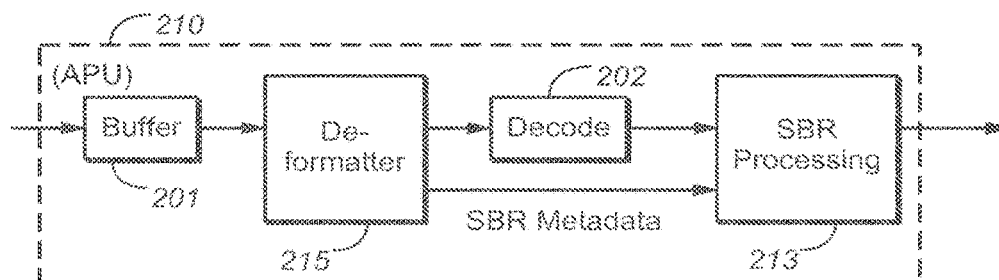 210
(APU)
Buffer
201
De-
formatter
215
202
Decode
SBR Metadata
SBR
Processing
213